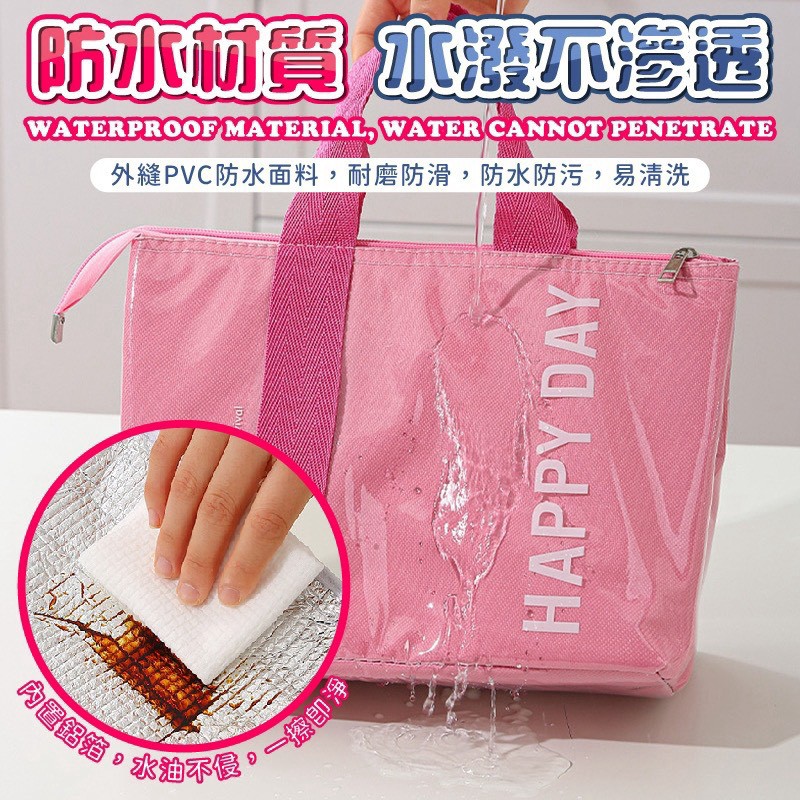 防水材質 水潑不滲透
WATERPROOF MATERIAL, WATER CANNOT PENETRATE
外縫PVC防水面料，耐磨防滑，防水防污，易清洗
HAPPY DAY
內置鋁箔，水油不侵，一擦即淨